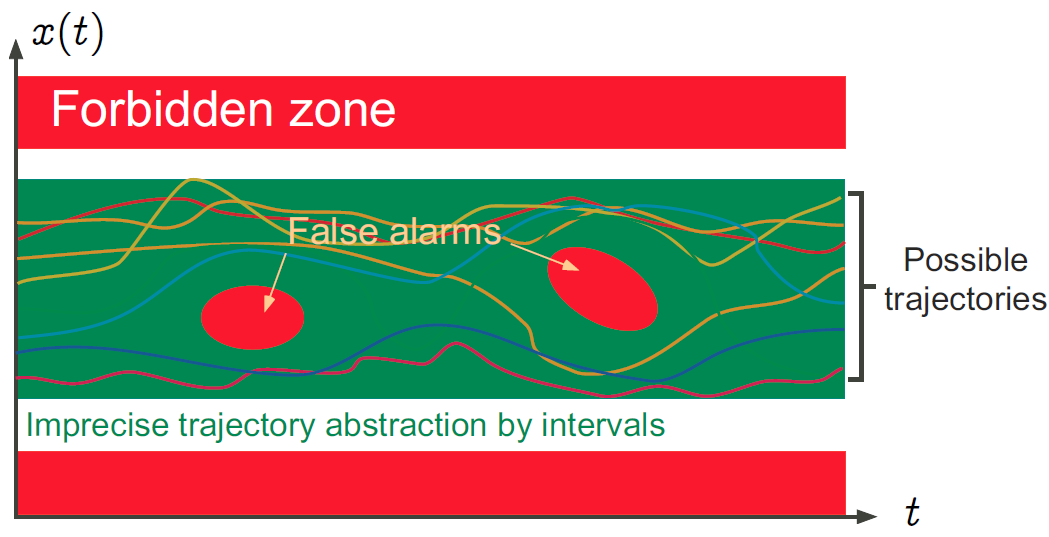 x(t)
Forbidden zone
False alarms
Possible
trajectories
Imprecise trajectory abstraction by intervals
t